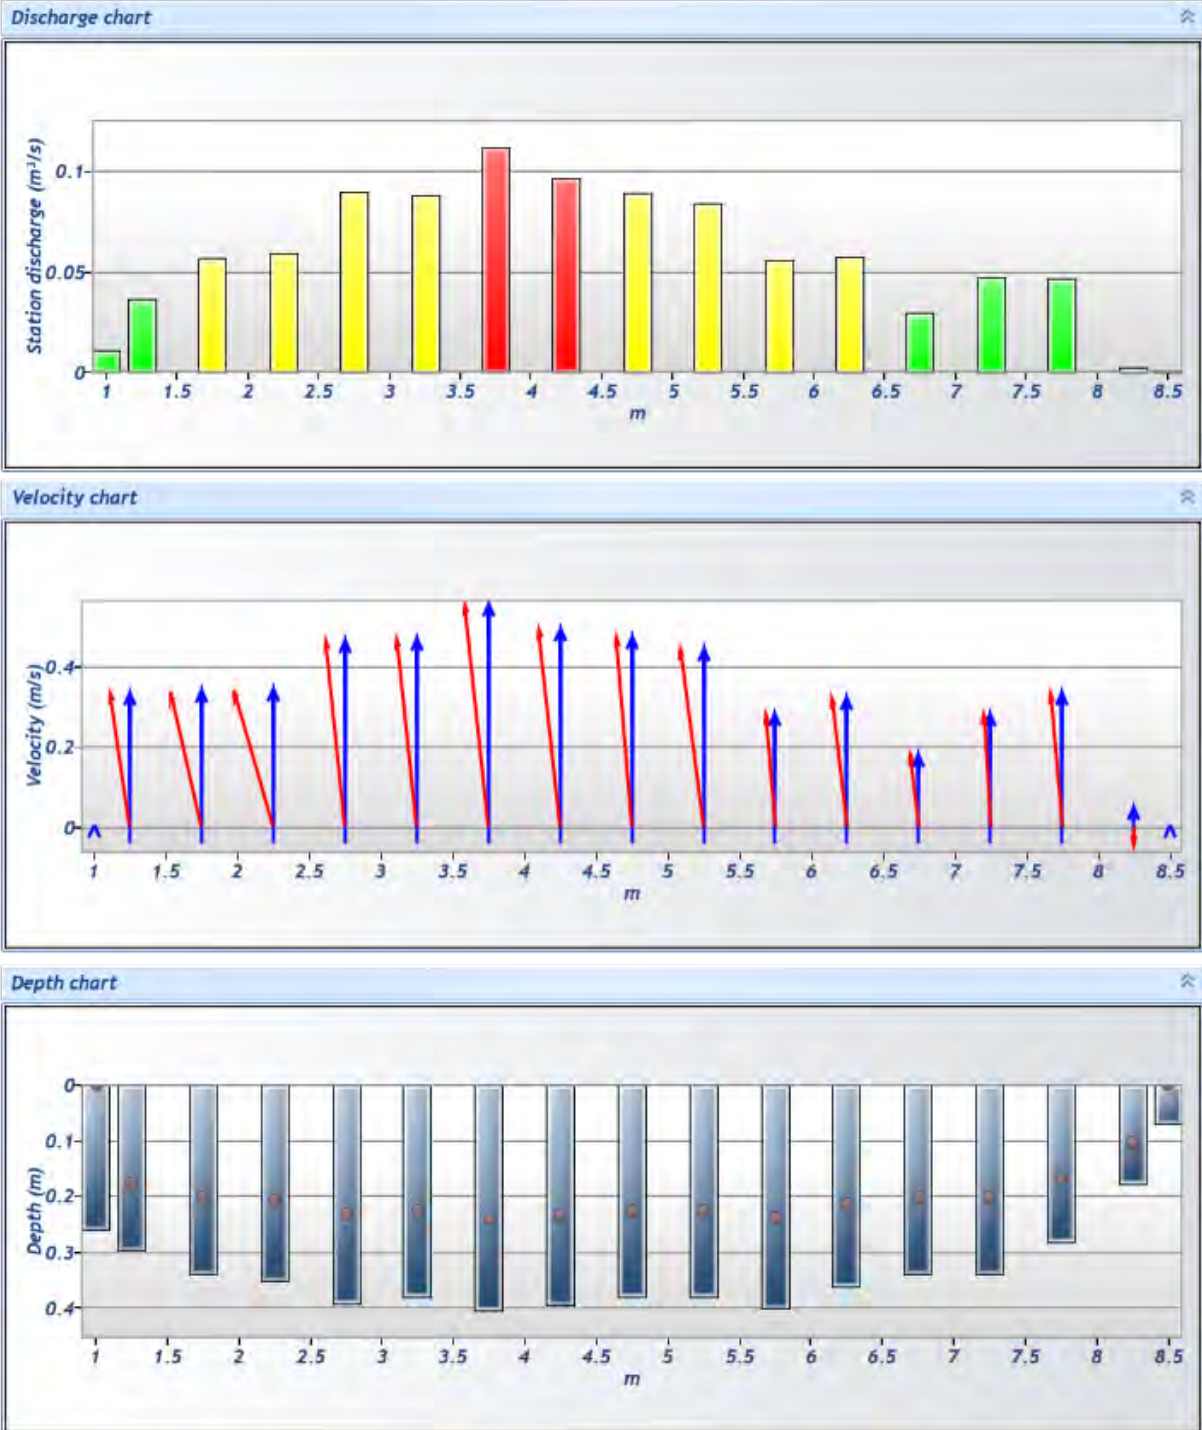 Discharge chart
Station discharge (m³/s)
0.1
0.05
0
1 1.5 2 2.5 3 3.5 4 4.5 5 5.5 6 6.5 7 7.5 8 8.5
m
Velocity chart
Velocity (m/s)
0.4
0.2
0
1 1.5 2 2.5 3 3.5 4 4.5 5 5.5 6 6.5 7 7.5 8 8.5
m
Depth chart
Depth (m)
0
0.1
0.2
0.3
0.4
1 1.5 2 2.5 3 3.5 4 4.5 5 5.5 6 6.5 7 7.5 8 8.5
m